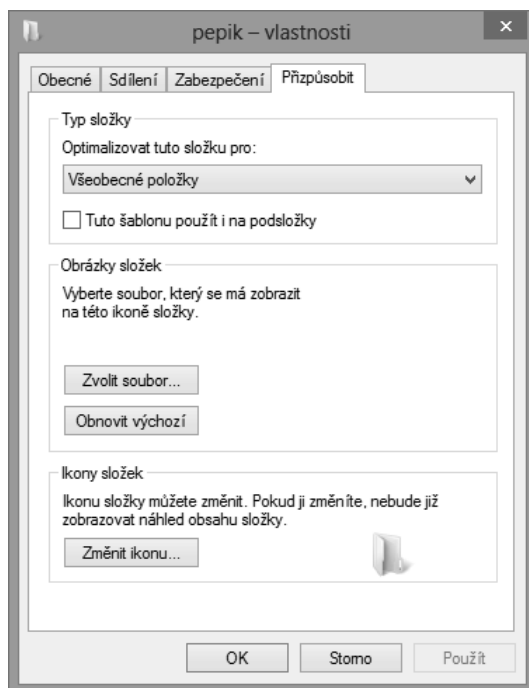 pepik – vlastnosti
Obecné Sdílení Zabezpečení Přizpůsobit
Typ složky
Optimalizovat tuto složku pro:
Všeobecné položky
Tuto šablonu použít i na podsložky
Obrázky složek
Vyberte soubor, který se má zobrazit
na této ikoně složky.
Zvolit soubor...
Obnovit výchozí
Ikony složek
Ikonu složky můžete změnit. Pokud ji změníte, nebude již
zobrazovat náhled obsahu složky.
Změnit ikonu...
OK Storno Použít